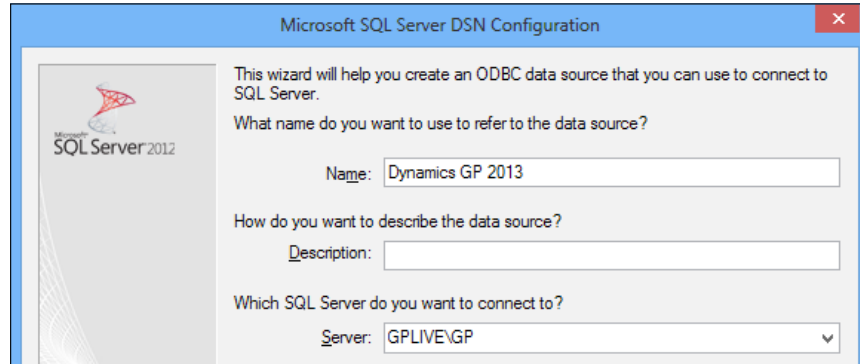 Microsoft SQL Server DSN Configuration
This wizard will help you create an ODBC data source that you can use to connect to
SQL Server.
What name do you want to use to refer to the data source?
Microsoft
SQL Server 2012
Name: Dynamics GP 2013
How do you want to describe the data source?
Description:
Which SQL Server do you want to connect to?
Server: GPLIVE\GP